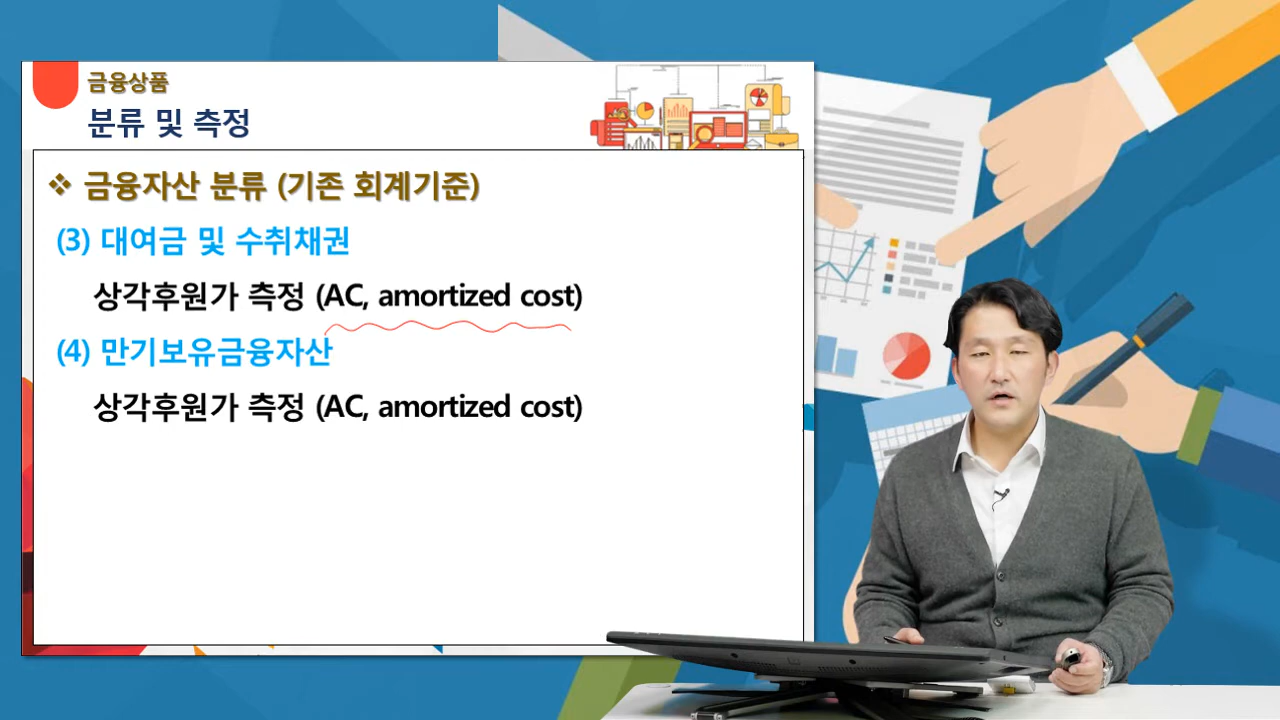 금융상품
분류 및 측정
❖ 금융자산 분류 (기존 회계기준)
(3) 대여금 및 수취채권
상각후원가 측정 (AC, amortized cost)
(4) 만기보유금융자산
상각후원가 측정 (AC, amortized cost)